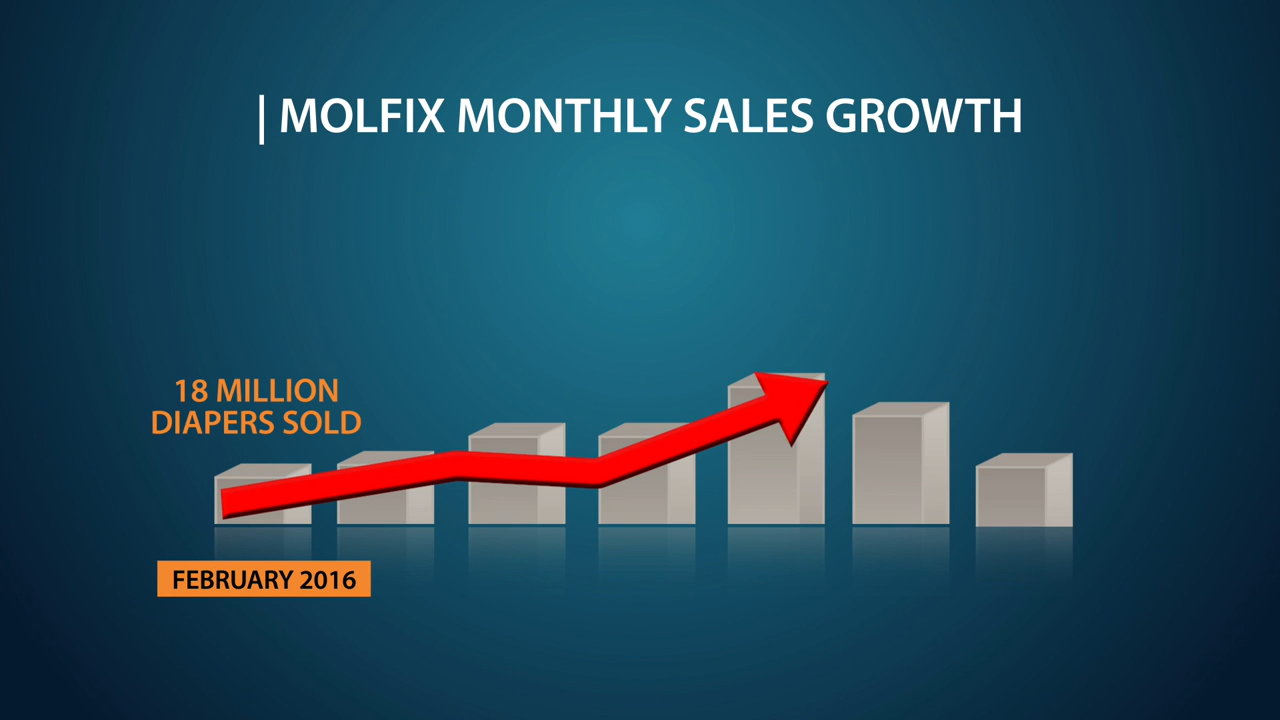 | MOLFIX MONTHLY SALES GROWTH
18 MILLION
DIAPERS SOLD
FEBRUARY 2016